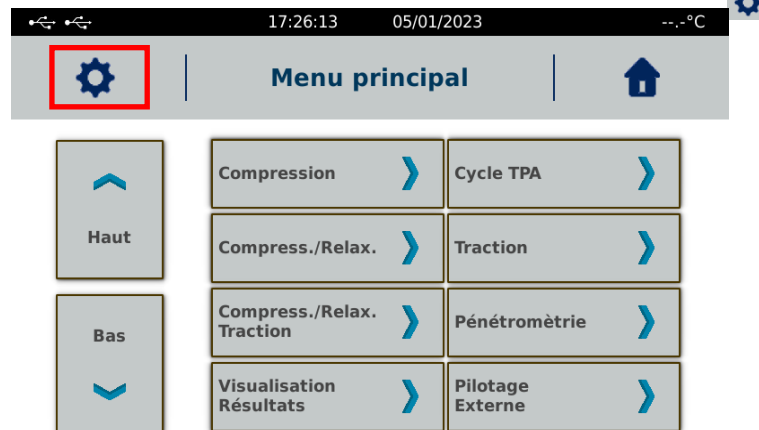 17:26:13 05/01/2023 --.-°C
Menu principal
Haut
Bas
Compression
Cycle TPA
Compress./Relax.
Traction
Compress./Relax.
Traction
Pénétromètrie
Visualisation
Résultats
Pilotage
Externe